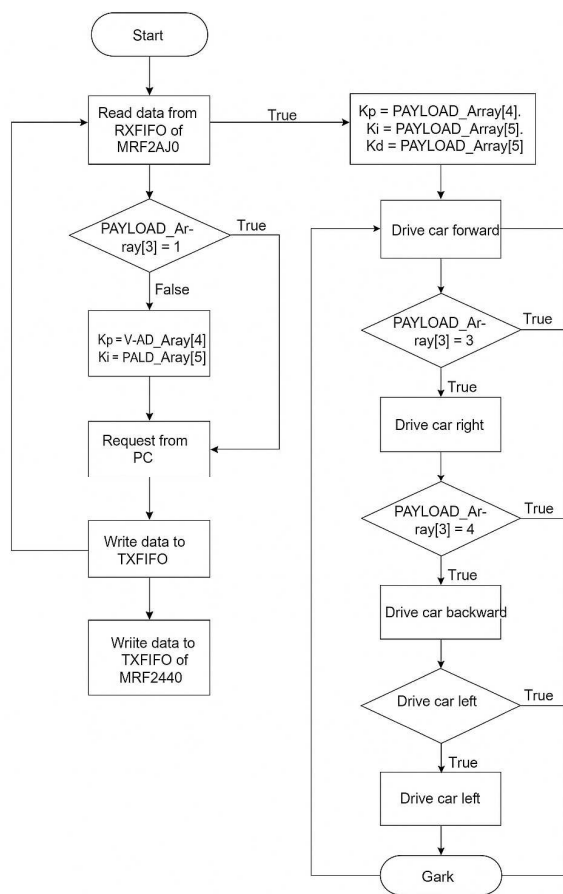 Start
Read data from
RXFIFO of
MRF2AJ0
True
PAYLOAD_Ar-
ray[3] = 1
True
False
Kp = V-AD_Aray[4]
Ki = PALD_Aray[5]
Request from
PC
Write data to
TXFIFO
Wriite data to
TXFIFO of
MRF2440
Kp = PAYLOAD_Array[4].
Ki = PAYLOAD_Array[5].
Kd = PAYLOAD_Array[5]
Drive car forward
PAYLOAD_Ar-
ray[3] = 3
True
True
Drive car right
PAYLOAD_Ar-
ray[3] = 4
True
True
Drive car backward
Drive car left
True
True
Drive car left
Gark